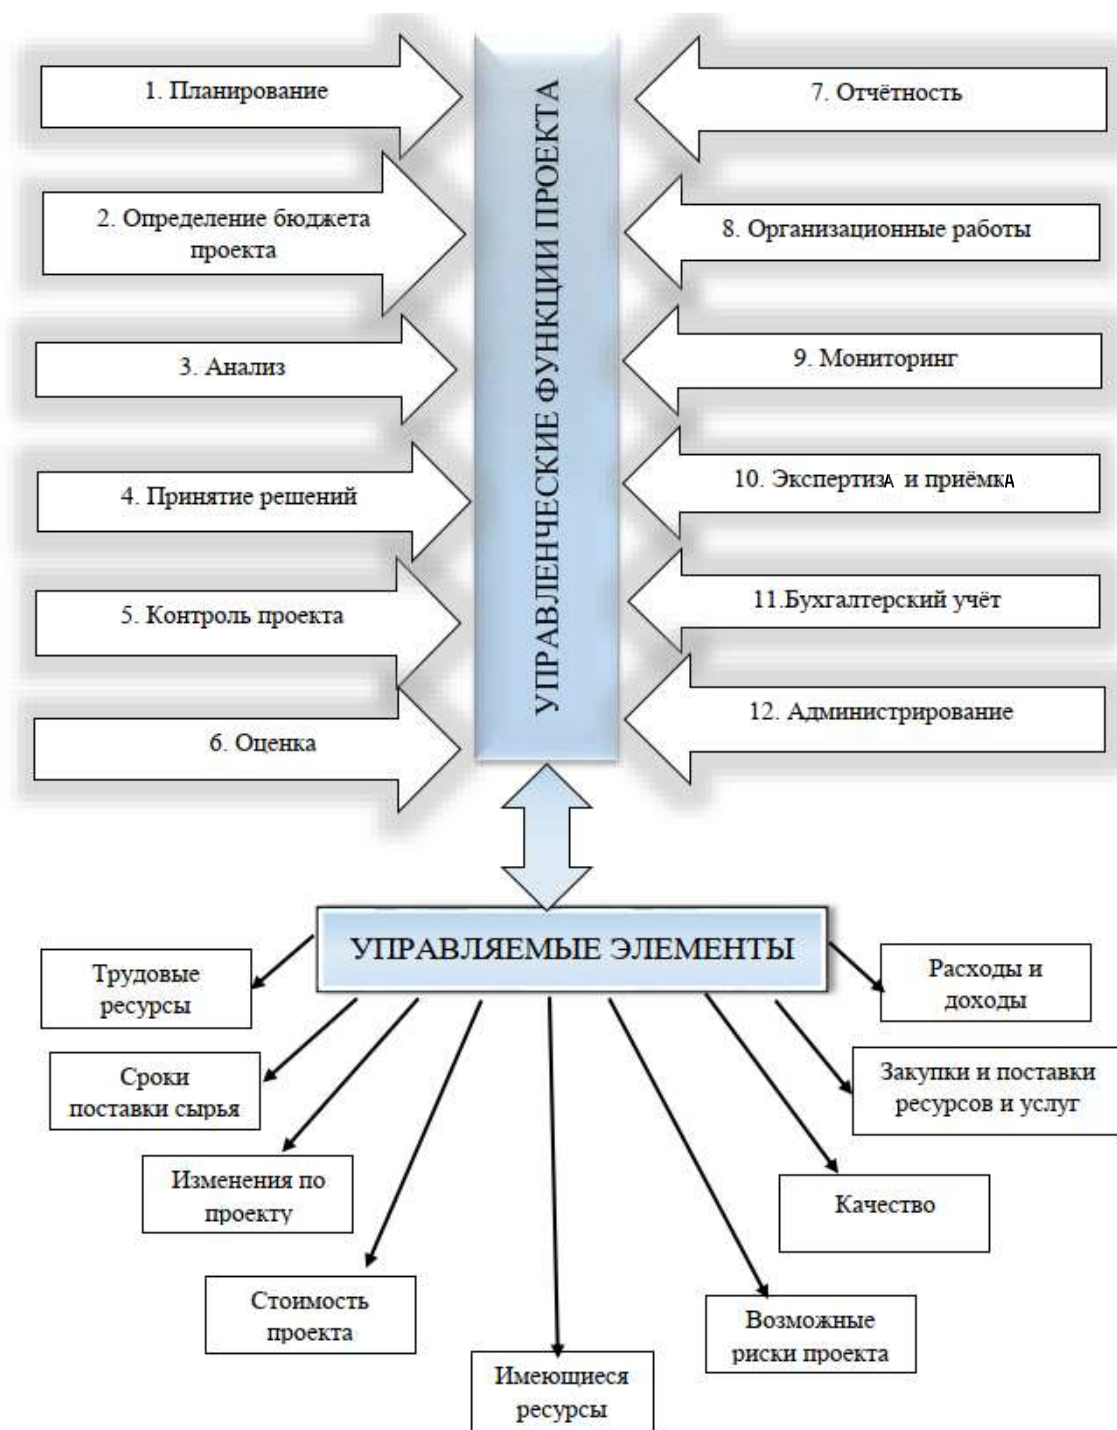 1. Планирование
2. Определение бюджета
проекта
3. Анализ
4. Принятие решений
5. Контроль проекта
6. Оценка
УПРАВЛЕНЧЕСКИЕ ФУНКЦИИ ПРОЕКТА
7. Отчётность
8. Организационные работы
9. Мониторинг
10. ЭкспертизА и приёмкА
11.Бухгалтерский учёт
12. Администрирование
УПРАВЛЯЕМЫЕ ЭЛЕМЕНТЫ
Трудовые
ресурсы
Сроки
поставки сырья
Изменения по
проекту
Стоимость
проекта
Имеющиеся
ресурсы
Возможные
риски проекта
Качество
Закупки и поставки
ресурсов и услуг
Расходы и
доходы